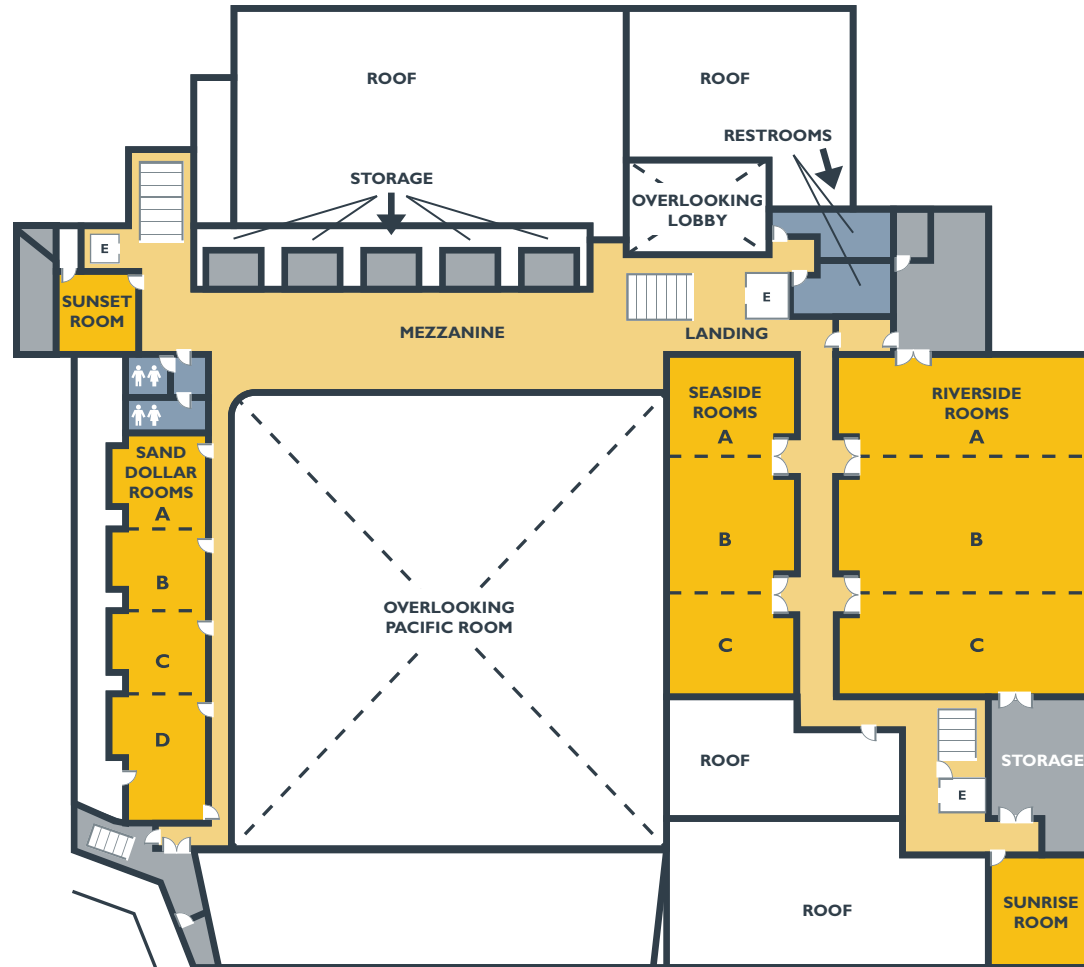 ROOF
ROOF
RESTROOMS
STORAGE
OVERLOOKING
LOBBY
E
SUNSET
ROOM
E
MEZZANINE
LANDING
SEASIDE
ROOMS
A
RIVERSIDE
ROOMS
A
SAND
DOLLAR
ROOMS
A
B
B
B
OVERLOOKING
PACIFIC ROOM
C
C
C
D
ROOF
STORAGE
E
ROOF
SUNRISE
ROOM